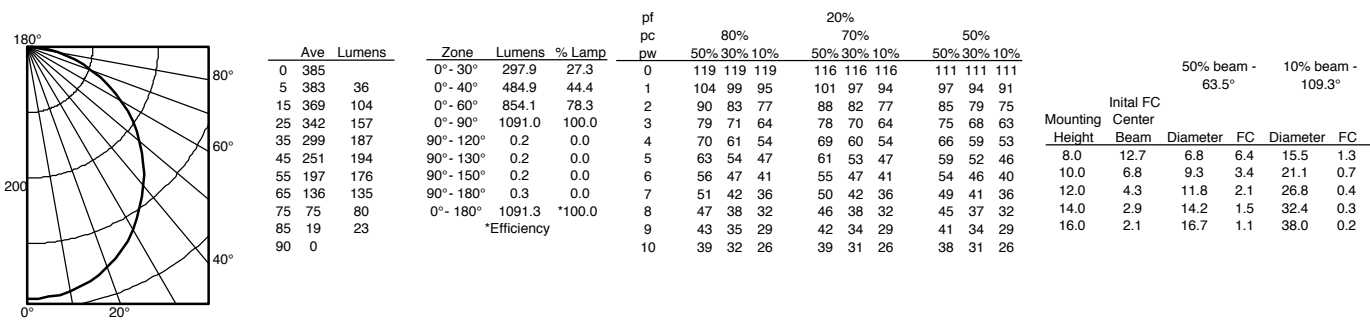 180°
80°
60°
200
40°
0° 20°
Ave Lumens
0 385
5 383 36
15 369 104
25 342 157
35 299 187
45 251 194
55 197 176
65 136 135
75 75 80
85 19 23
90 0
Zone Lumens % Lamp
0°- 30° 297.9 27.3
0°- 40° 484.9 44.4
0°- 60° 854.1 78.3
0°- 90° 1091.0 100.0
90°- 120° 0.2 0.0
90°- 130° 0.2 0.0
90°- 150° 0.2 0.0
90°- 180° 0.3 0.0
0°- 180° 1091.3 *100.0
*Efficiency
pf 20%
pc 80% 70% 50%
pw 50% 30% 10% 50% 30% 10% 50% 30% 10%
0 119 119 119 116 116 116 111 111 111
1 104 99 95 101 97 94 97 94 91
2 90 83 77 88 82 77 85 79 75
3 79 71 64 78 70 64 75 68 63
4 70 61 54 69 60 54 66 59 53
5 63 54 47 61 53 47 59 52 46
6 56 47 41 55 47 41 54 46 40
7 51 42 36 50 42 36 49 41 36
8 47 38 32 46 38 32 45 37 32
9 43 35 29 42 34 29 41 34 29
10 39 32 26 39 31 26 38 31 26
50% beam - 10% beam -
63.5° 109.3°
Inital FC
Mounting Center
Height Beam Diameter FC Diameter FC
8.0 12.7 6.8 6.4 15.5 1.3
10.0 6.8 9.3 3.4 21.1 0.7
12.0 4.3 11.8 2.1 26.8 0.4
14.0 2.9 14.2 1.5 32.4 0.3
16.0 2.1 16.7 1.1 38.0 0.2